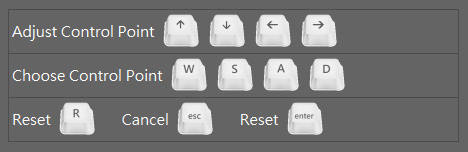 Adjust Control Point ↑ ↓ ← →
Choose Control Point W S A D
Reset R Cancel esc Reset enter